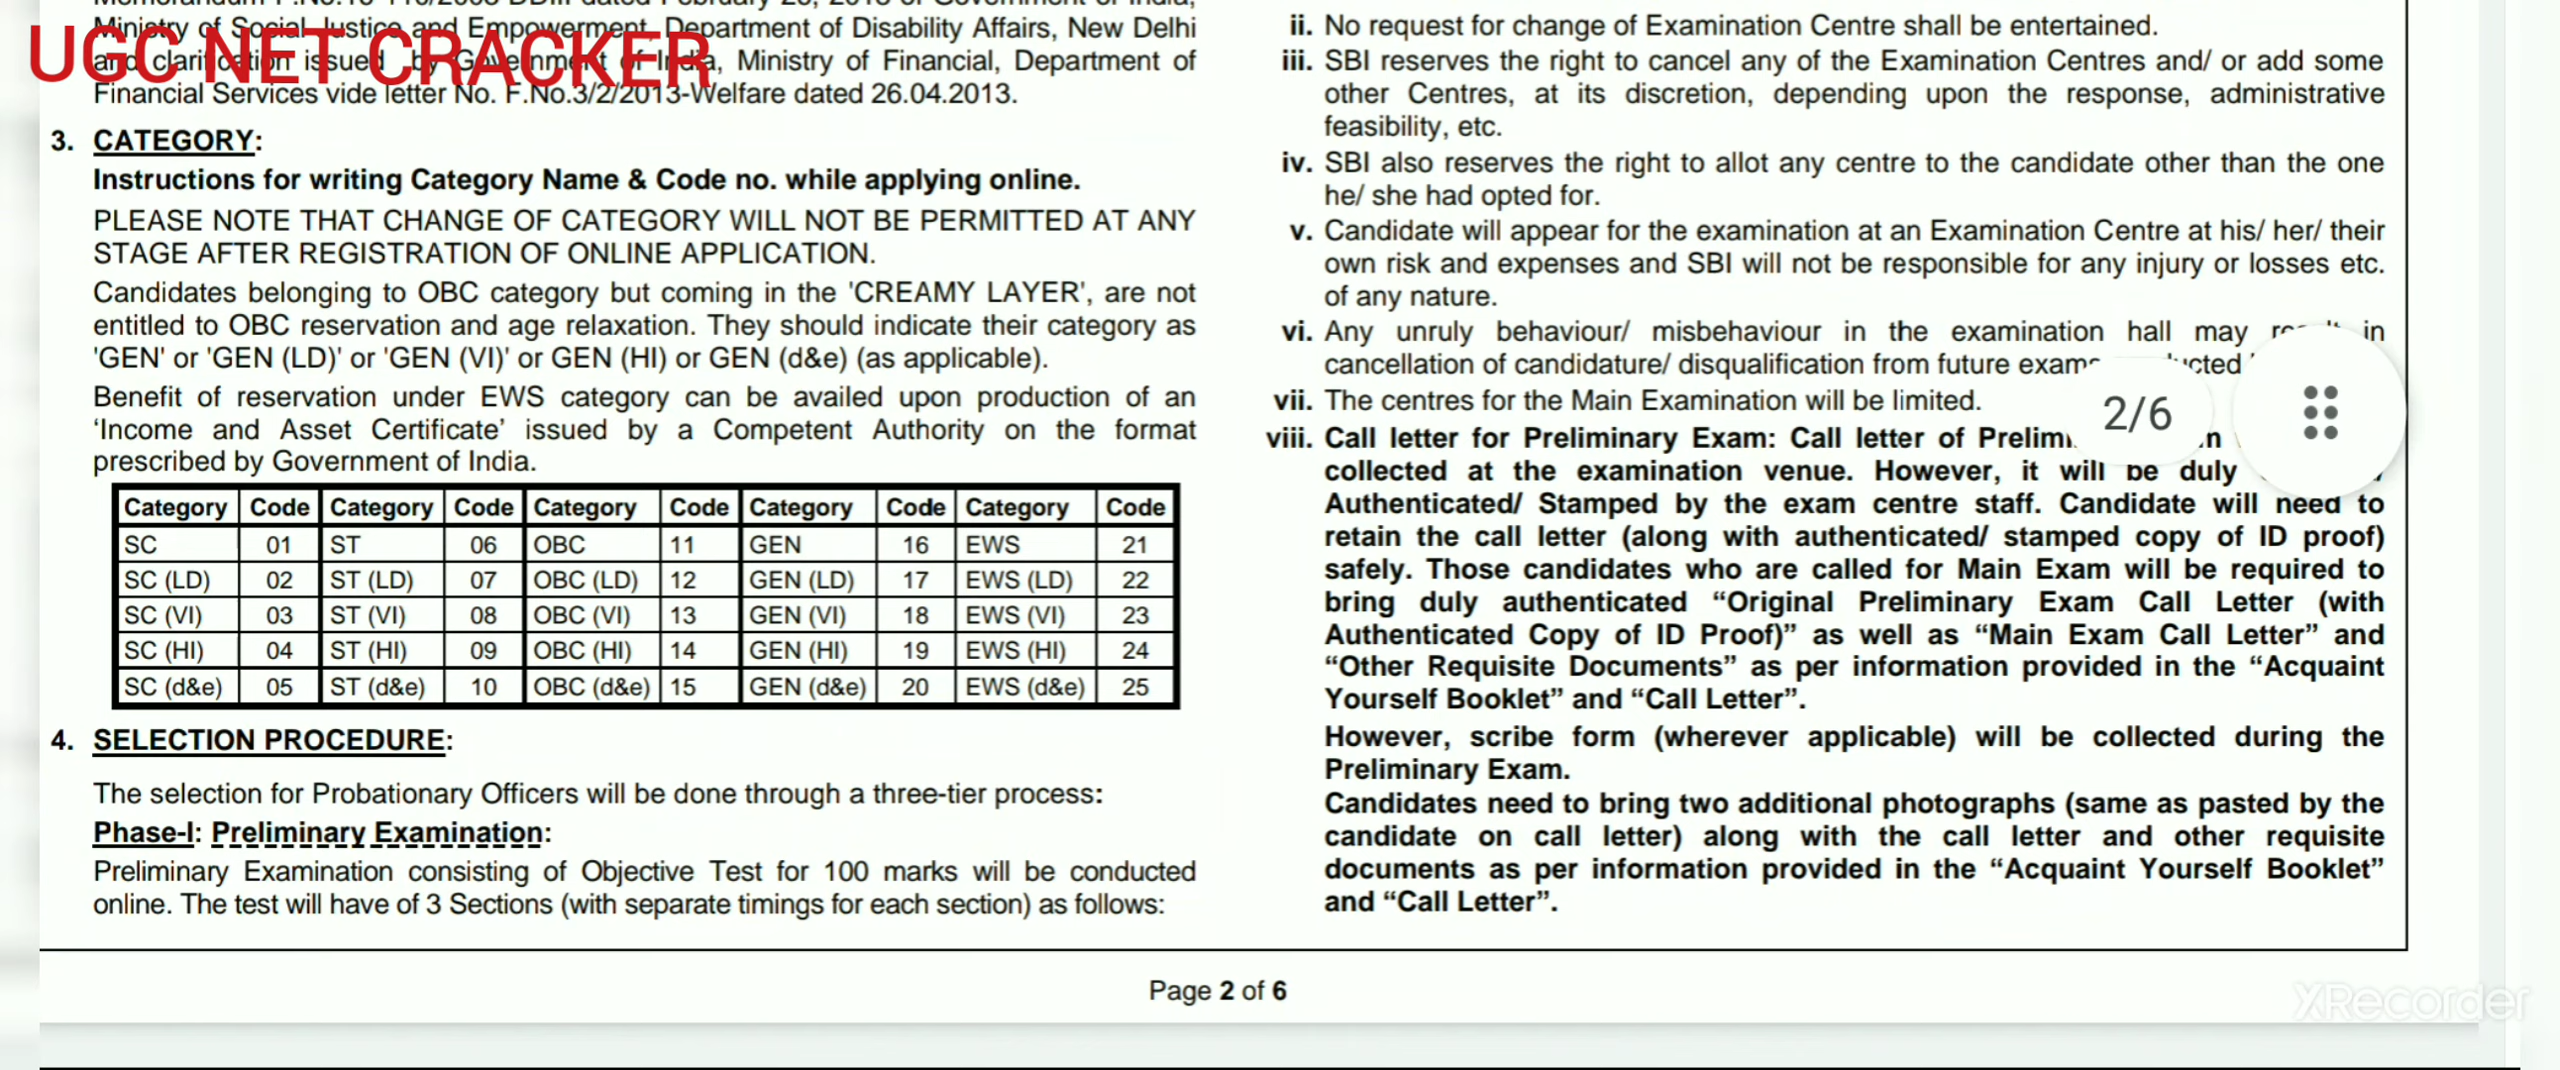 UGC NET CRACKER
Ministry of Social Justice and Empowerment, Department of Disability Affairs, New Delhi
and clarification issued by Government of India, Ministry of Financial, Department of
Financial Services vide letter No. F.No.3/2/2013-Welfare dated 26.04.2013.
3. CATEGORY:
Instructions for writing Category Name & Code no. while applying online.
PLEASE NOTE THAT CHANGE OF CATEGORY WILL NOT BE PERMITTED AT ANY
STAGE AFTER REGISTRATION OF ONLINE APPLICATION.
Candidates belonging to OBC category but coming in the 'CREAMY LAYER', are not
entitled to OBC reservation and age relaxation. They should indicate their category as
'GEN' or 'GEN (LD)' or 'GEN (VI)' or GEN (HI) or GEN (d&e) (as applicable).
Benefit of reservation under EWS category can be availed upon production of an
‘Income and Asset Certificate’ issued by a Competent Authority on the format
prescribed by Government of India.
Category Code Category Code Category Code Category Code Category Code
SC 01 ST 06 OBC 11 GEN 16 EWS 21
SC (LD) 02 ST (LD) 07 OBC (LD) 12 GEN (LD) 17 EWS (LD) 22
SC (VI) 03 ST (VI) 08 OBC (VI) 13 GEN (VI) 18 EWS (VI) 23
SC (HI) 04 ST (HI) 09 OBC (HI) 14 GEN (HI) 19 EWS (HI) 24
SC (d&e) 05 ST (d&e) 10 OBC (d&e) 15 GEN (d&e) 20 EWS (d&e) 25
4. SELECTION PROCEDURE:
The selection for Probationary Officers will be done through a three-tier process:
Phase-I: Preliminary Examination:
Preliminary Examination consisting of Objective Test for 100 marks will be conducted
online. The test will have of 3 Sections (with separate timings for each section) as follows:
ii. No request for change of Examination Centre shall be entertained.
iii. SBI reserves the right to cancel any of the Examination Centres and/ or add some
other Centres, at its discretion, depending upon the response, administrative
feasibility, etc.
iv. SBI also reserves the right to allot any centre to the candidate other than the one
he/ she had opted for.
v. Candidate will appear for the examination at an Examination Centre at his/ her/ their
own risk and expenses and SBI will not be responsible for any injury or losses etc.
of any nature.
vi. Any unruly behaviour/ misbehaviour in the examination hall may in
cancellation of candidature/ disqualification from future
vii. The centres for the Main Examination will be limited.
2/6
viii. Call letter for Preliminary Exam: Call letter of
collected at the examination venue. However, it will be duly
Authenticated/ Stamped by the exam centre staff. Candidate will need to
retain the call letter (along with authenticated/ stamped copy of ID proof)
safely. Those candidates who are called for Main Exam will be required to
bring duly authenticated “Original Preliminary Exam Call Letter (with
Authenticated Copy of ID Proof)” as well as “Main Exam Call Letter” and
“Other Requisite Documents” as per information provided in the “Acquaint
Yourself Booklet” and “Call Letter”.
However, scribe form (wherever applicable) will be collected during the
Preliminary Exam.
Candidates need to bring two additional photographs (same as pasted by the
candidate on call letter) along with the call letter and other requisite
documents as per information provided in the “Acquaint Yourself Booklet”
and “Call Letter”.
Page 2 of 6
XRecorder